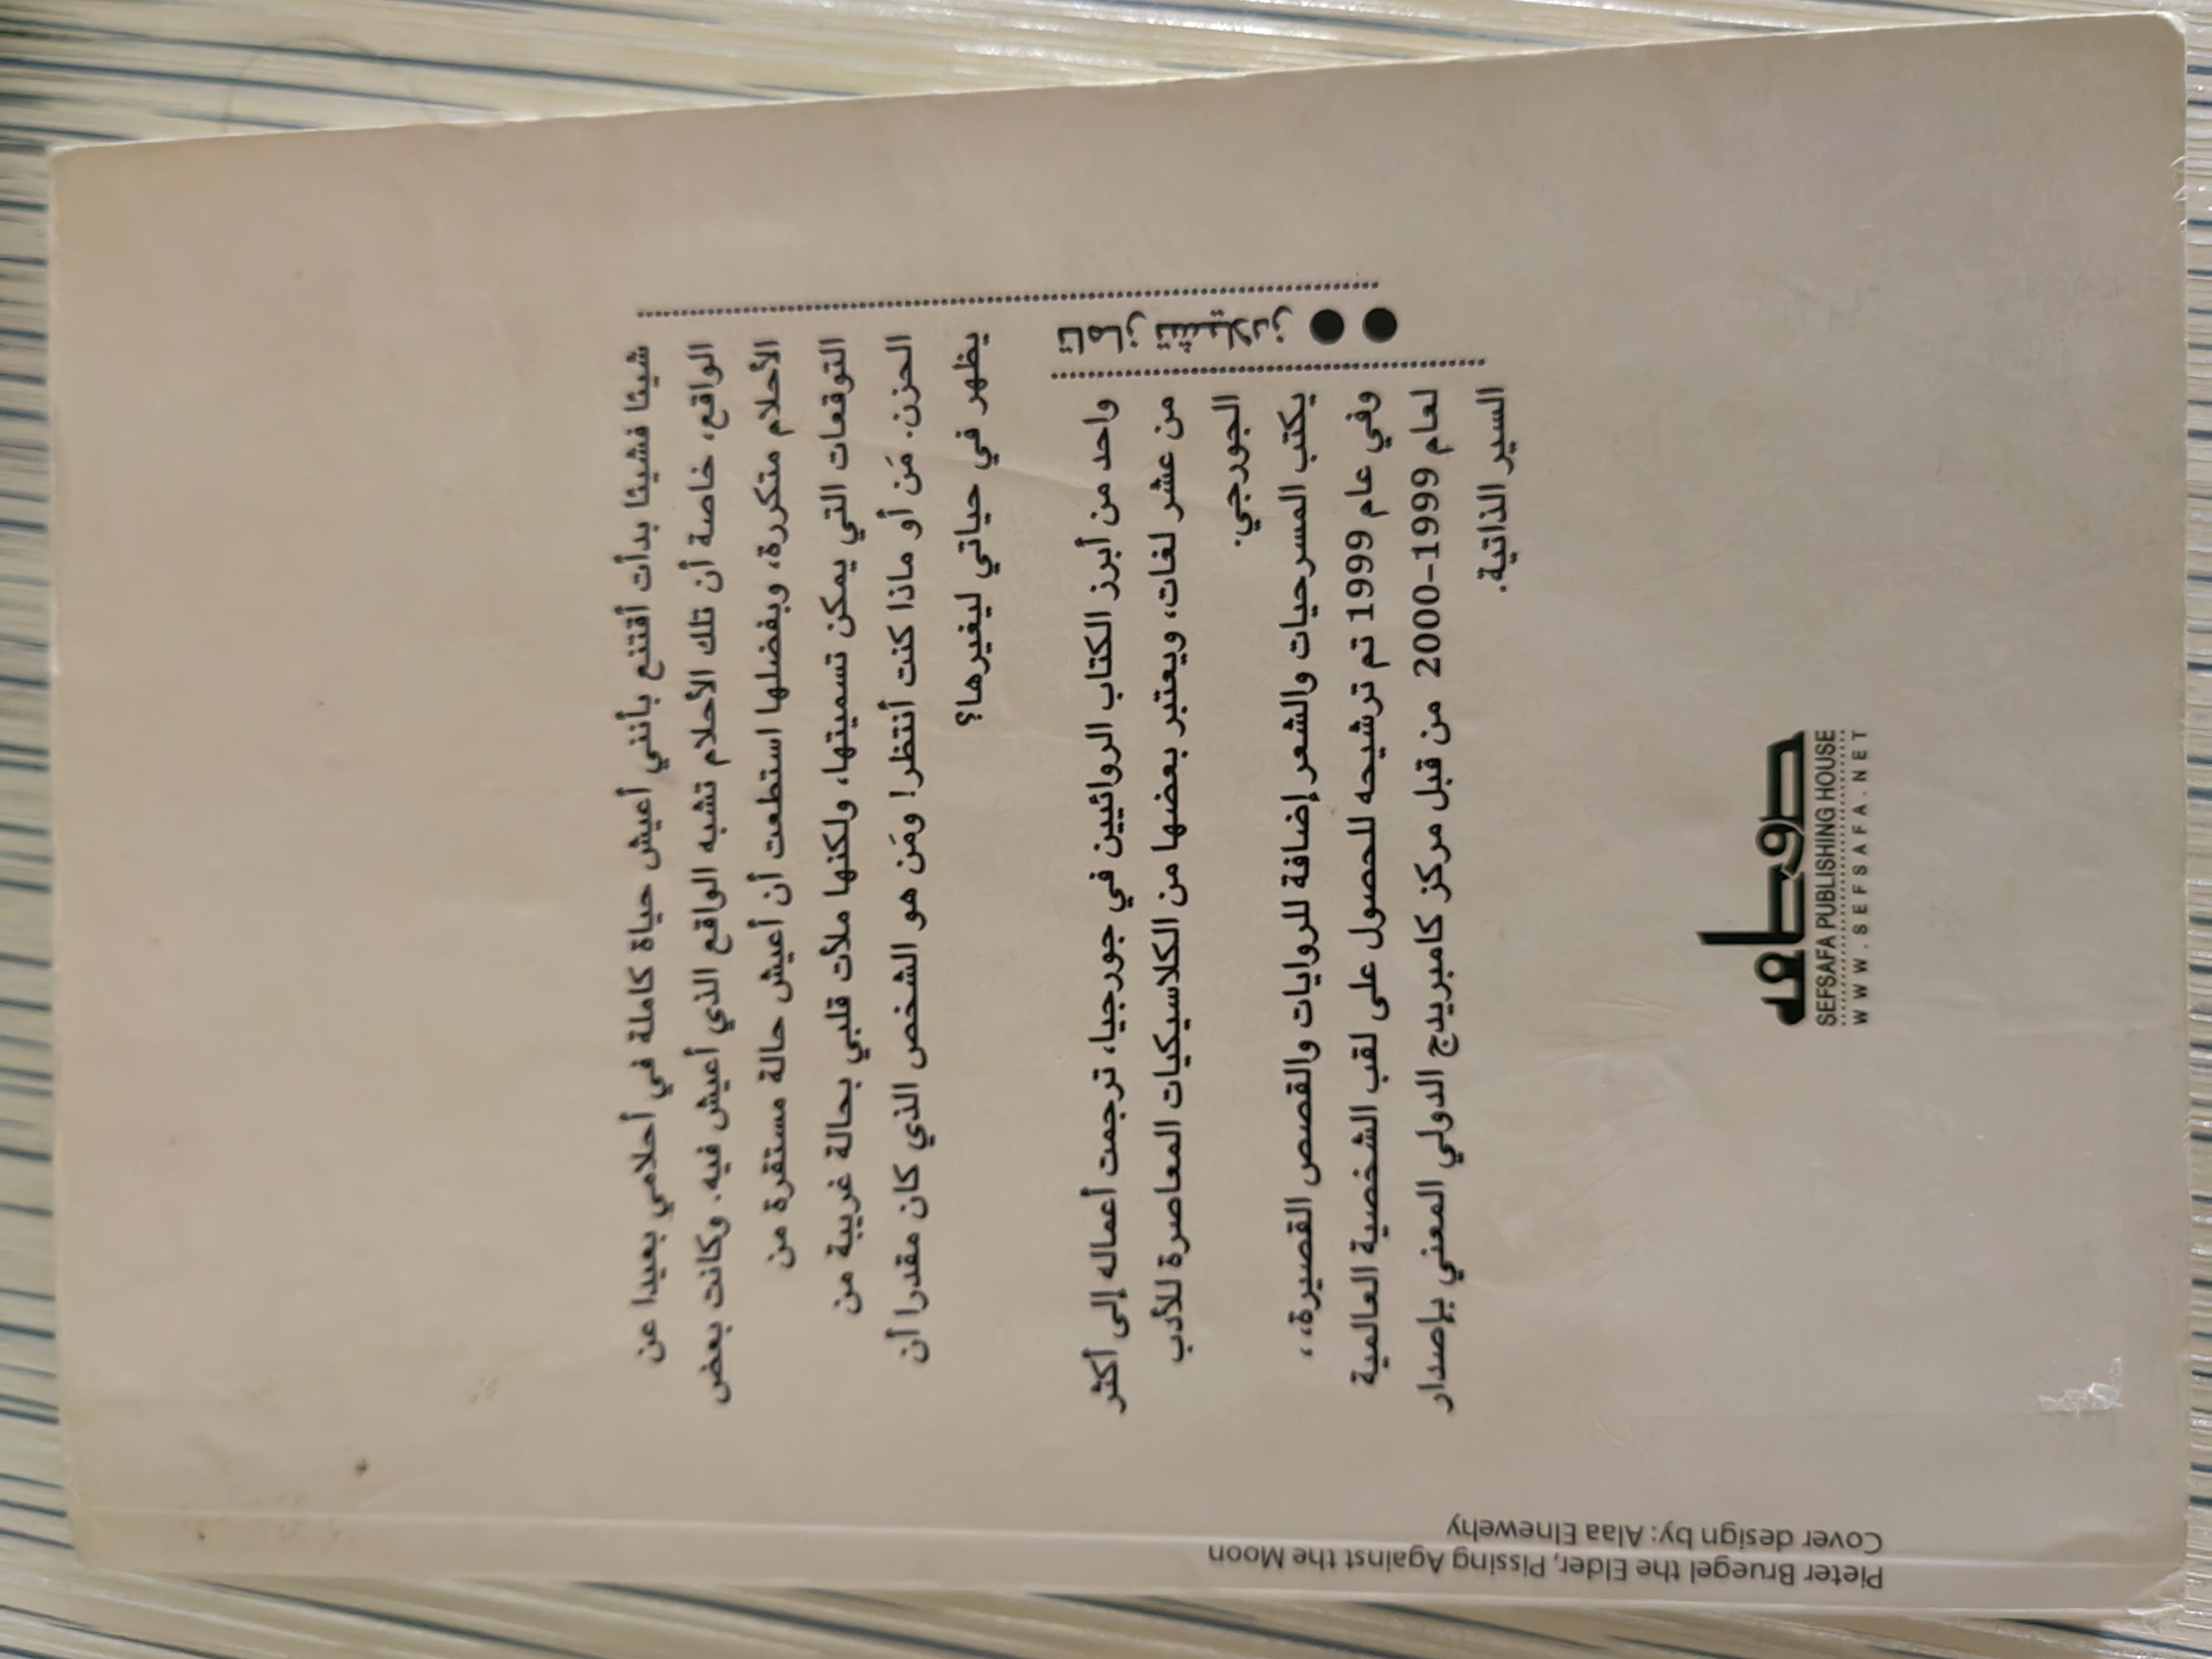 شيئا فشيئا بدأت أقتنع بأنني أعيش حياة كاملة في أحلامي بعيدا عن
الواقع، خاصة أن تلك الأحلام تشبه الواقع الذي أعيش فيه. وكانت بعض
الأحلام متكررة، وبفضلها استطعت أن أعيش حالة مستقرة من
التوقعات التي يمكن تسميتها، ولكنها ملأت قلبي بحالة غريبة من
الحزن. مَن أو ماذا كنت أنتظر! ومَن هو الشخص الذي كان مقدرا أن
يظهر في حياتي ليغيرها؟
واحد من أبرز الكتاب الروائيين في جورجيا، ترجمت أعماله إلى أكثر
من عشر لغات، ويعتبر بعضها من الكلاسيكيات المعاصرة للأدب
الجورجي.
يكتب المسرحيات والشعر إضافة للروايات والقصص القصيرة، ،
وفي عام 1999 تم ترشيحه للحصول على لقب الشخصية العالمية
لعام 1999-2000 من قبل مركز كامبريدج الدولي المعني بإصدار
السير الذاتية.
صفصافة
SEFSAFA PUBLISHING HOUSE
WWW.SEFSAFA.NET
Pieter Bruegel the Elder, Pissing Against the Moon
Cover design by: Alaa Elnewehy